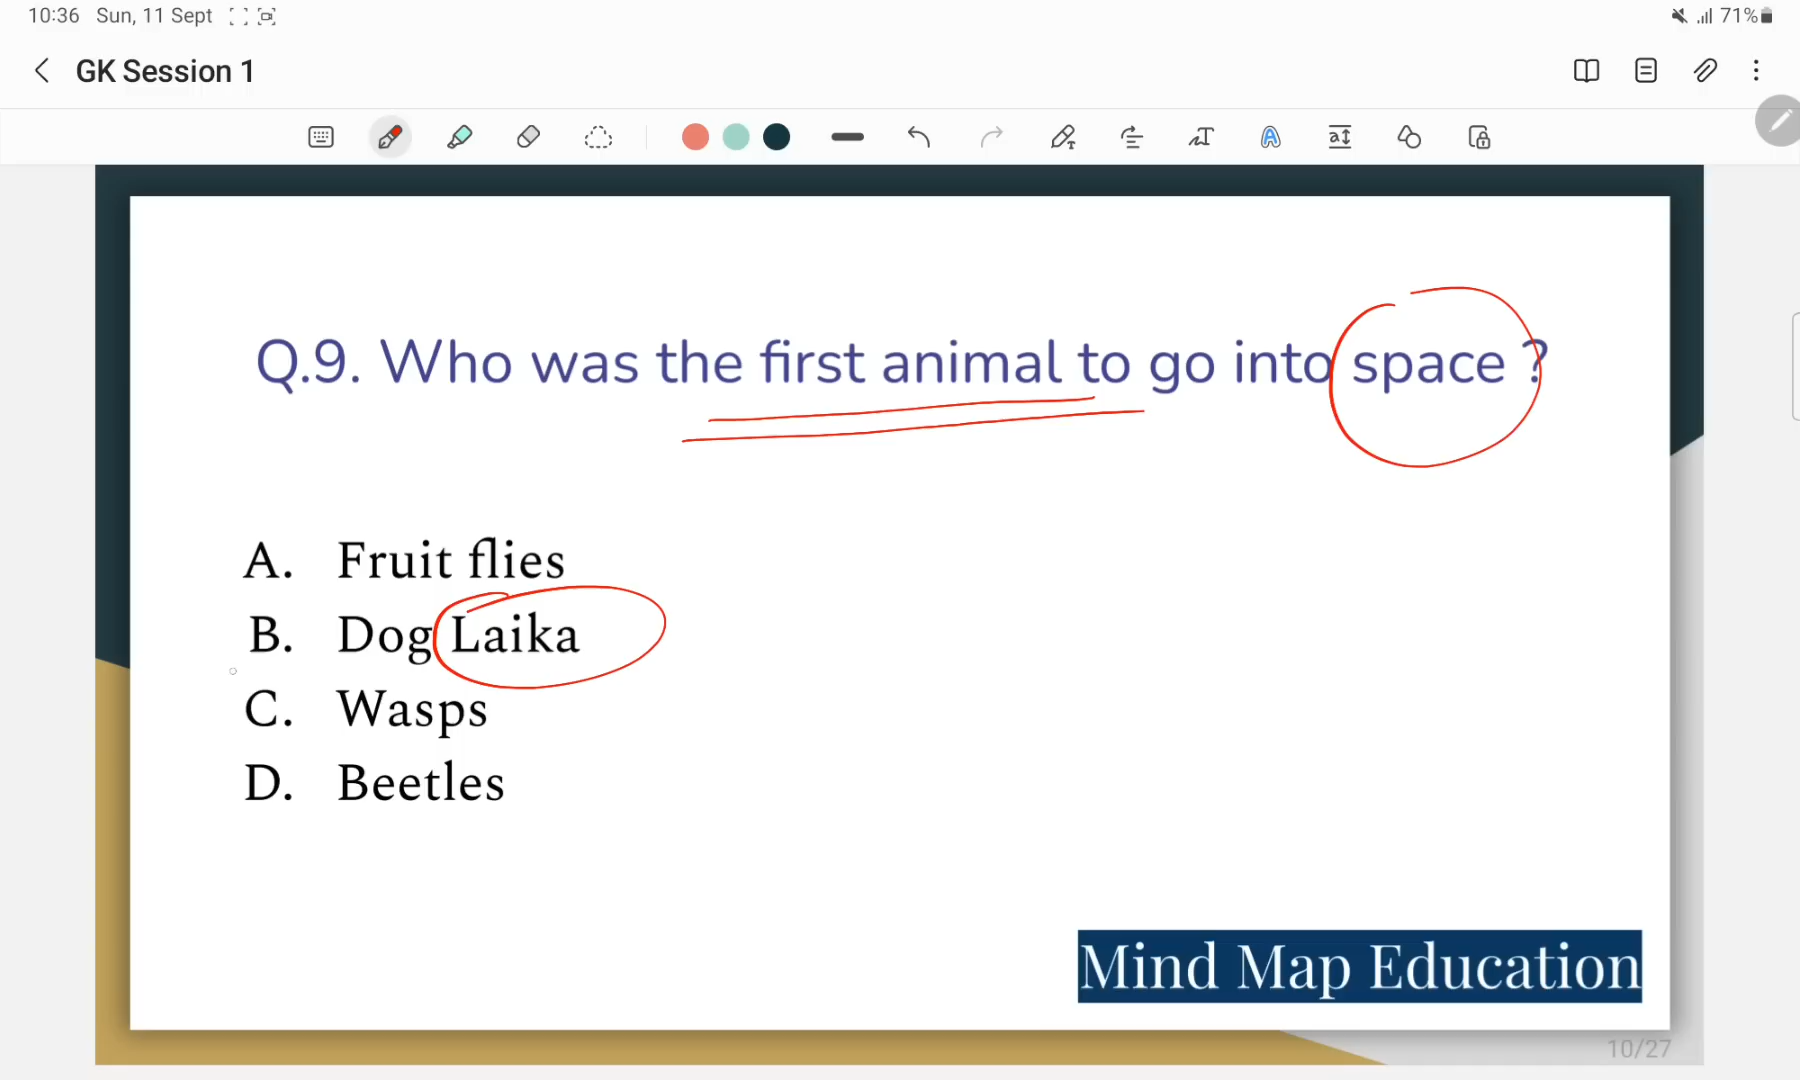 10:36 Sun, 11 Sept 71%
GK Session 1
Q.9. Who was the first animal to go into space ?
A. Fruit flies
B. Dog Laika
C. Wasps
D. Beetles
Mind Map Education
10/27